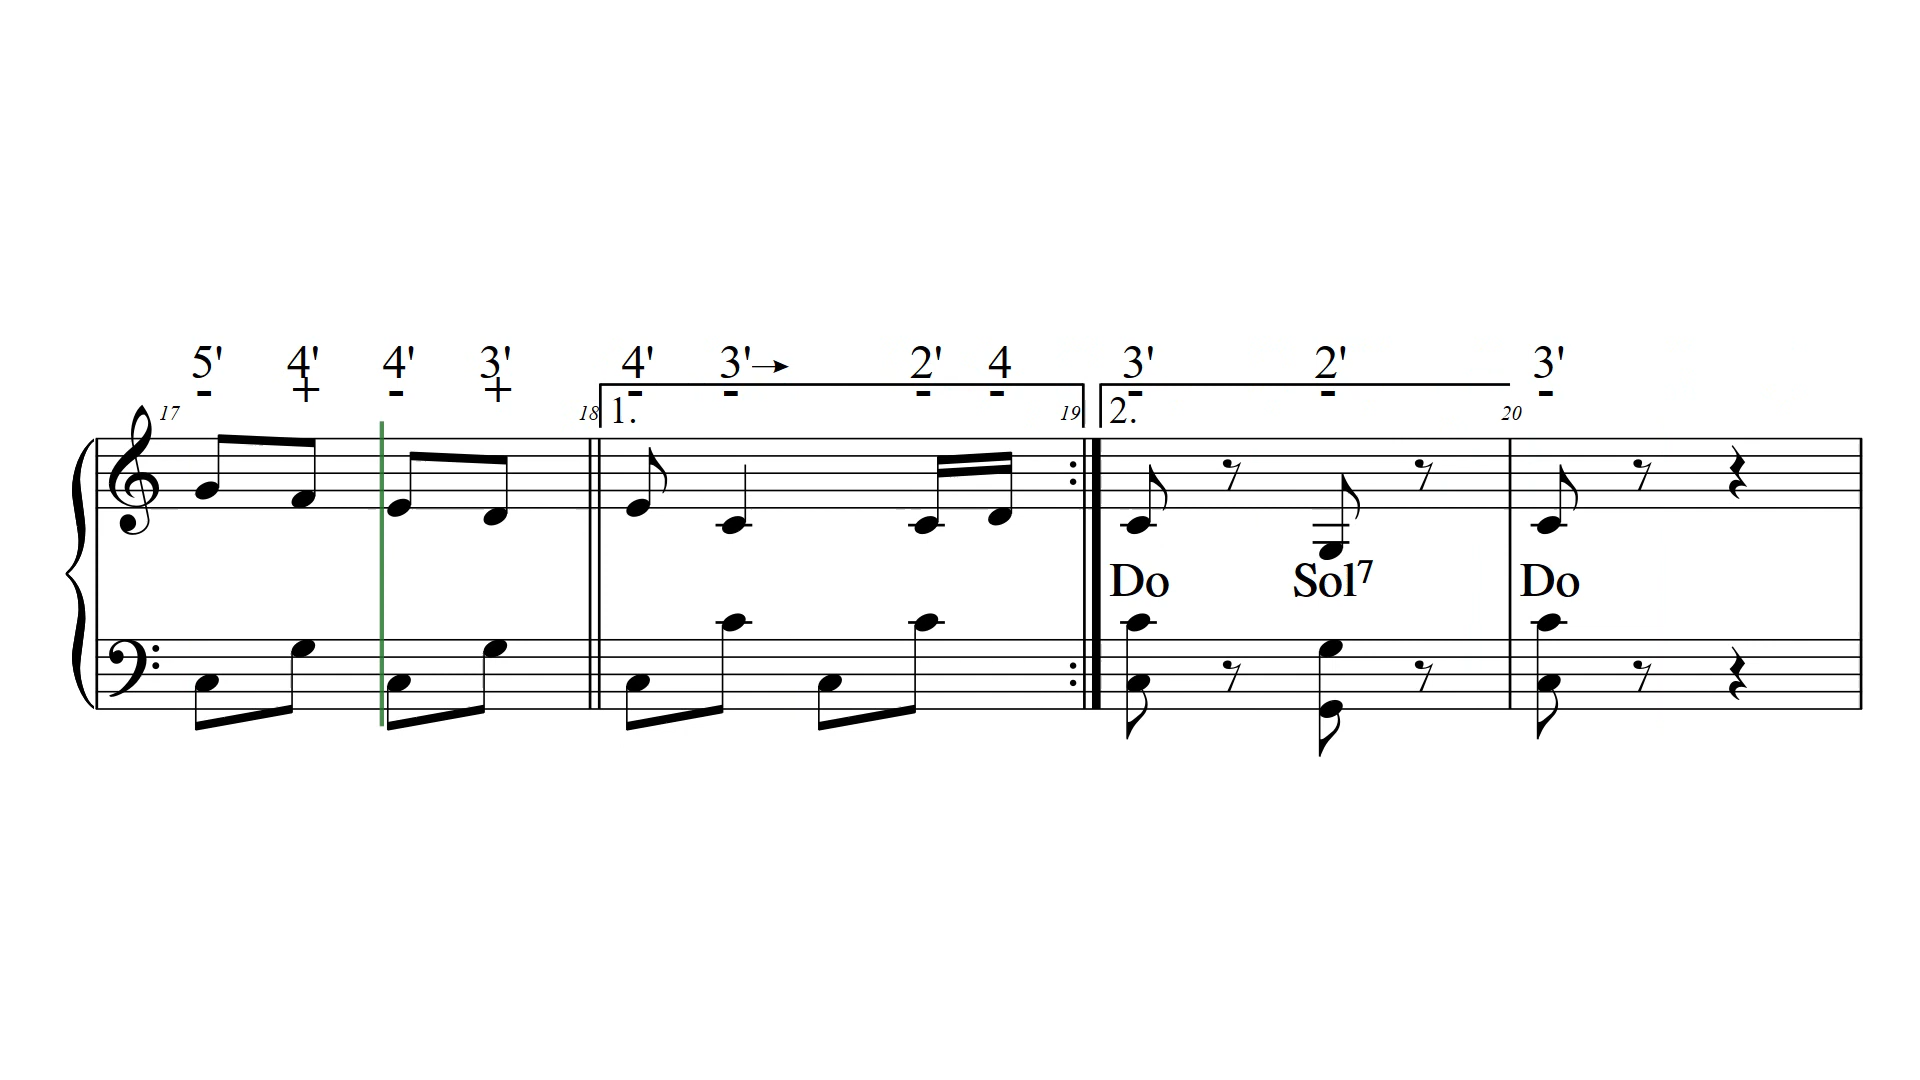 5' 4' 4' 3' 4' 3'→ 2' 4 3' 2' 3'
- + - + - - - - - - -
17 18 1. 19 2. 20
Do Sol7 Do